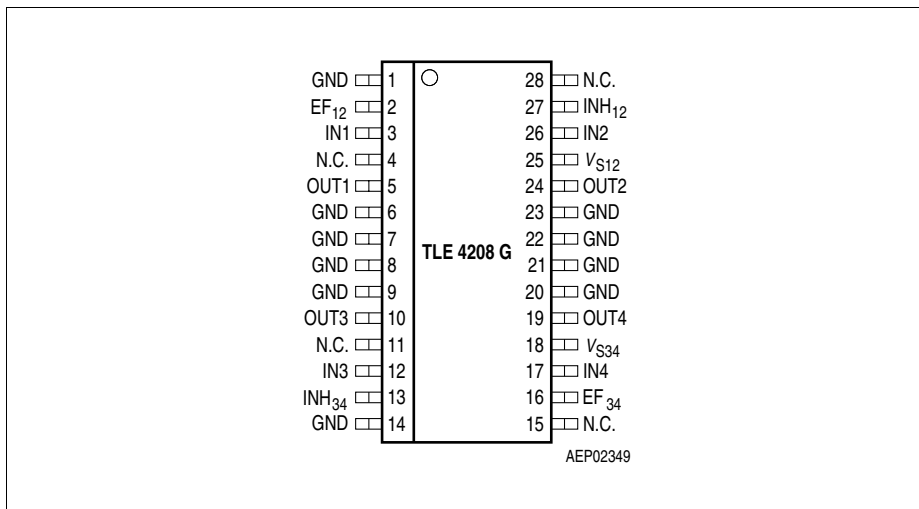 GND 1 28 N.C.
EF12 2 27 INH12
IN1 3 26 IN2
N.C. 4 25 VS12
OUT1 5 24 OUT2
GND 6 23 GND
GND 7 22 GND
TLE 4208 G
GND 8 21 GND
GND 9 20 GND
OUT3 10 19 OUT4
N.C. 11 18 VS34
IN3 12 17 IN4
INH34 13 16 EF34
GND 14 15 N.C.
AEP02349